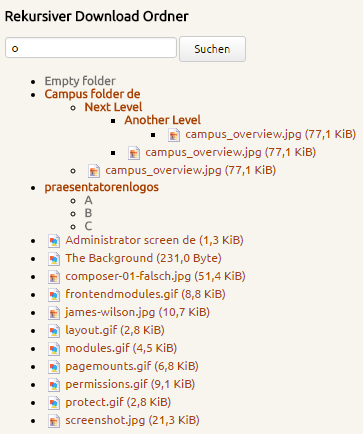 Rekursiver Download Ordner
o Suchen
Empty folder
Campus folder de
Next Level
Another Level
campus_overview.jpg (77,1 KiB)
campus_overview.jpg (77,1 KiB)
campus_overview.jpg (77,1 KiB)
praesentatorenlogos
A
B
C
Administrator screen de (1,3 KiB)
The Background (231,0 Byte)
composer-01-falsch.jpg (51,4 KiB)
frontendmodules.gif (8,8 KiB)
james-wilson.jpg (10,7 KiB)
layout.gif (2,8 KiB)
modules.gif (4,5 KiB)
pagemounts.gif (6,8 KiB)
permissions.gif (9,1 KiB)
protect.gif (2,8 KiB)
screenshot.jpg (21,3 KiB)